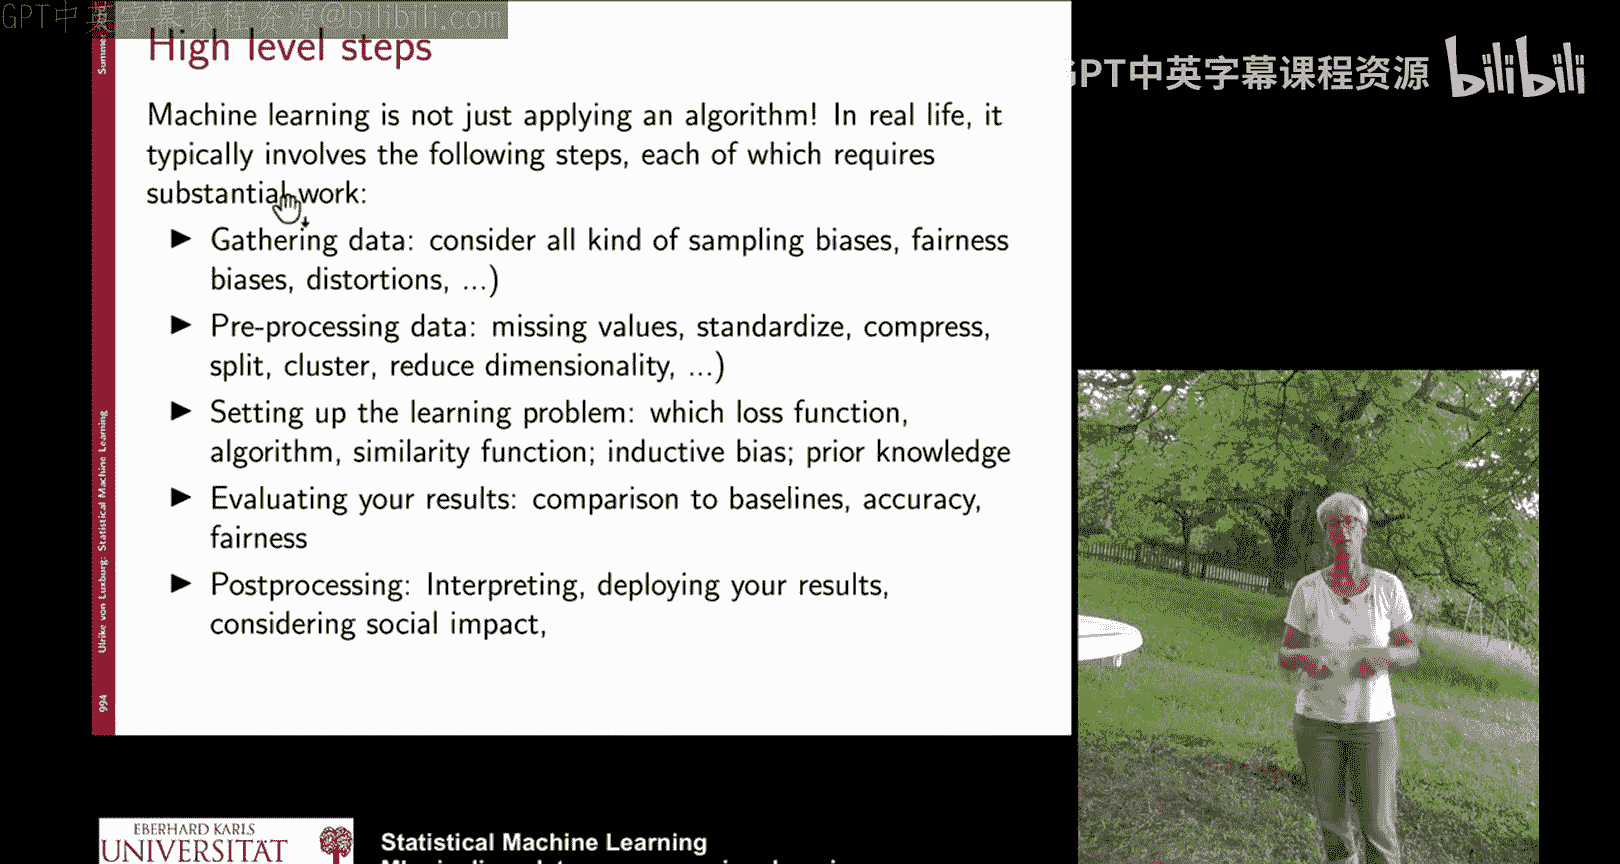 GPT中英字幕课程资源@bilibili.com
GPT中英字幕课程资源 bilibili
High level steps
Machine learning is not just applying an algorithm! In real life, it
typically involves the following steps, each of which requires
substantial work:
▶ Gathering data: consider all kind of sampling biases, fairness
biases, distortions, ...)
▶ Pre-processing data: missing values, standardize, compress,
split, cluster, reduce dimensionality, ...)
▶ Setting up the learning problem: which loss function,
algorithm, similarity function; inductive bias; prior knowledge
▶ Evaluating your results: comparison to baselines, accuracy,
fairness
▶ Postprocessing: Interpreting, deploying your results,
considering social impact,
Summer
Ulrike von Luxburg: Statistical Machine Learning
994
EBERHARD KARLS
UNIVERSITÄT
Statistical Machine Learning